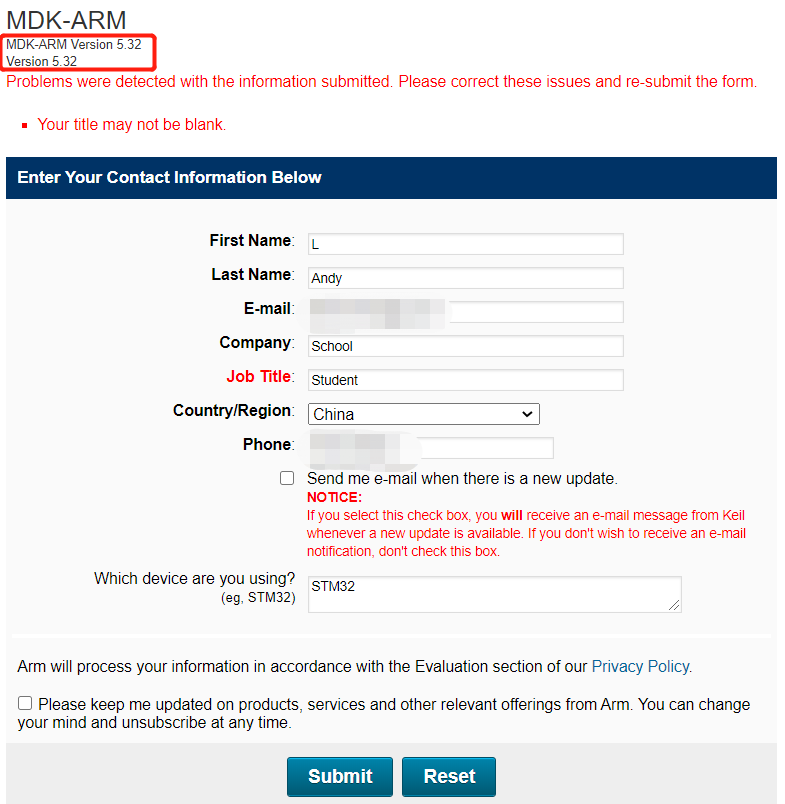 MDK-ARM
MDK-ARM Version 5.32
Version 5.32
Problems were detected with the information submitted. Please correct these issues and re-submit the form.
Your title may not be blank.
Enter Your Contact Information Below
First Name: L
Last Name: Andy
E-mail:
Company: School
Job Title: Student
Country/Region: China
Phone:
Send me e-mail when there is a new update.
NOTICE:
If you select this check box, you will receive an e-mail message from Keil
whenever a new update is available. If you don't wish to receive an e-mail
notification, don't check this box.
Which device are you using? STM32
(eg, STM32)
Arm will process your information in accordance with the Evaluation section of our Privacy Policy.
Please keep me updated on products, services and other relevant offerings from Arm. You can change
your mind and unsubscribe at any time.
Submit Reset